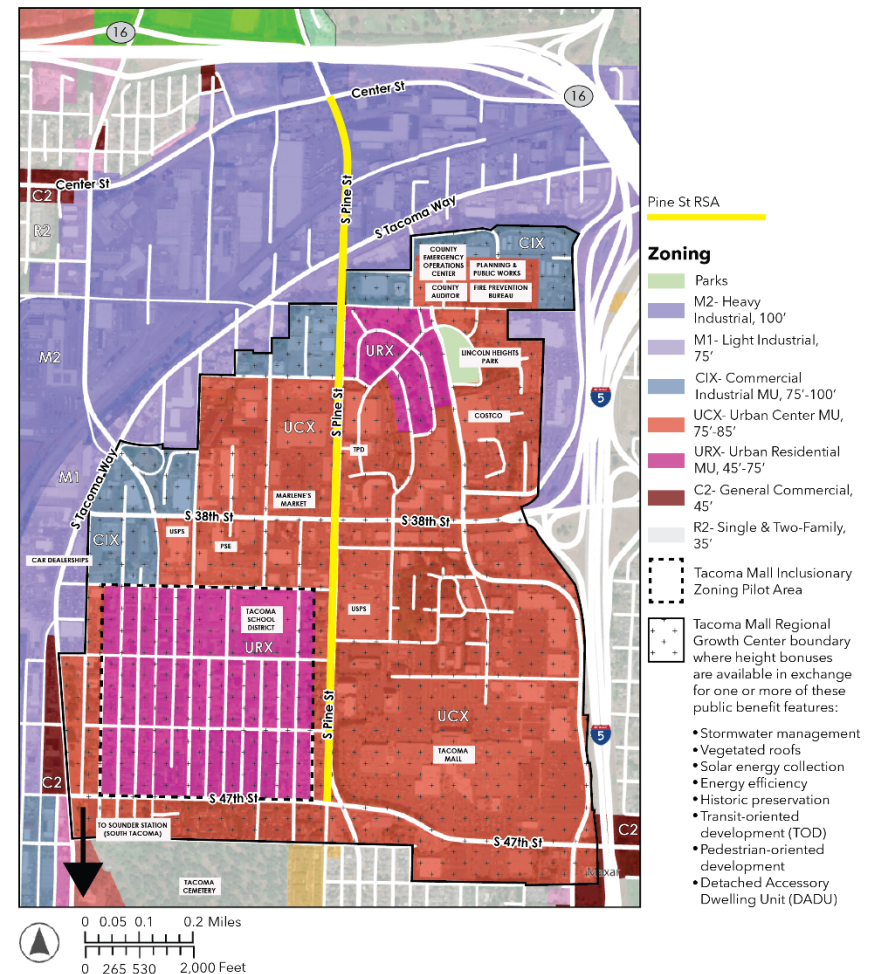 16
Center St
16
Center St
C2
R2
S Pine St
S Tacoma Way
CIX
COUNTY
EMERGENCY
OPERATIONS
CENTER
PLANNING &
PUBLIC WORKS
COUNTY
AUDITOR
FIRE PREVENTION
BUREAU
M2
URX
LINCOLN HEIGHTS
PARK
5
S Pine St
COSTCO
UCX
TPD
S Tacoma Way
M1
MARLENE'S
MARKET
S 38th St
S 38th St
USPS
PSE
CIX
CAR DEALERSHIPS
TACOMA
SCHOOL
DISTRICT
USPS
URX
S Pine St
UCX
5
TACOMA
MALL
C2
S 47th St
TO SOUNDER STATION
(SOUTH TACOMA)
S 47th St
C2
TACOMA
CEMETERY
0 0.05 0.1 0.2 Miles
0 265 530 2,000 Feet
Pine St RSA
Zoning
Parks
M2- Heavy
Industrial, 100'
M1- Light Industrial,
75'
CIX- Commercial
Industrial MU, 75'-100'
UCX- Urban Center MU,
75'-85'
URX- Urban Residential
MU, 45'-75'
C2- General Commercial,
45'
R2- Single & Two-Family,
35'
Tacoma Mall Inclusionary
Zoning Pilot Area
Tacoma Mall Regional
Growth Center boundary
where height bonuses
are available in exchange
for one or more of these
public benefit features:
• Stormwater management
• Vegetated roofs
• Solar energy collection
• Energy efficiency
• Historic preservation
• Transit-oriented
development (TOD)
• Pedestrian-oriented
development
• Detached Accessory
Dwelling Unit (DADU)